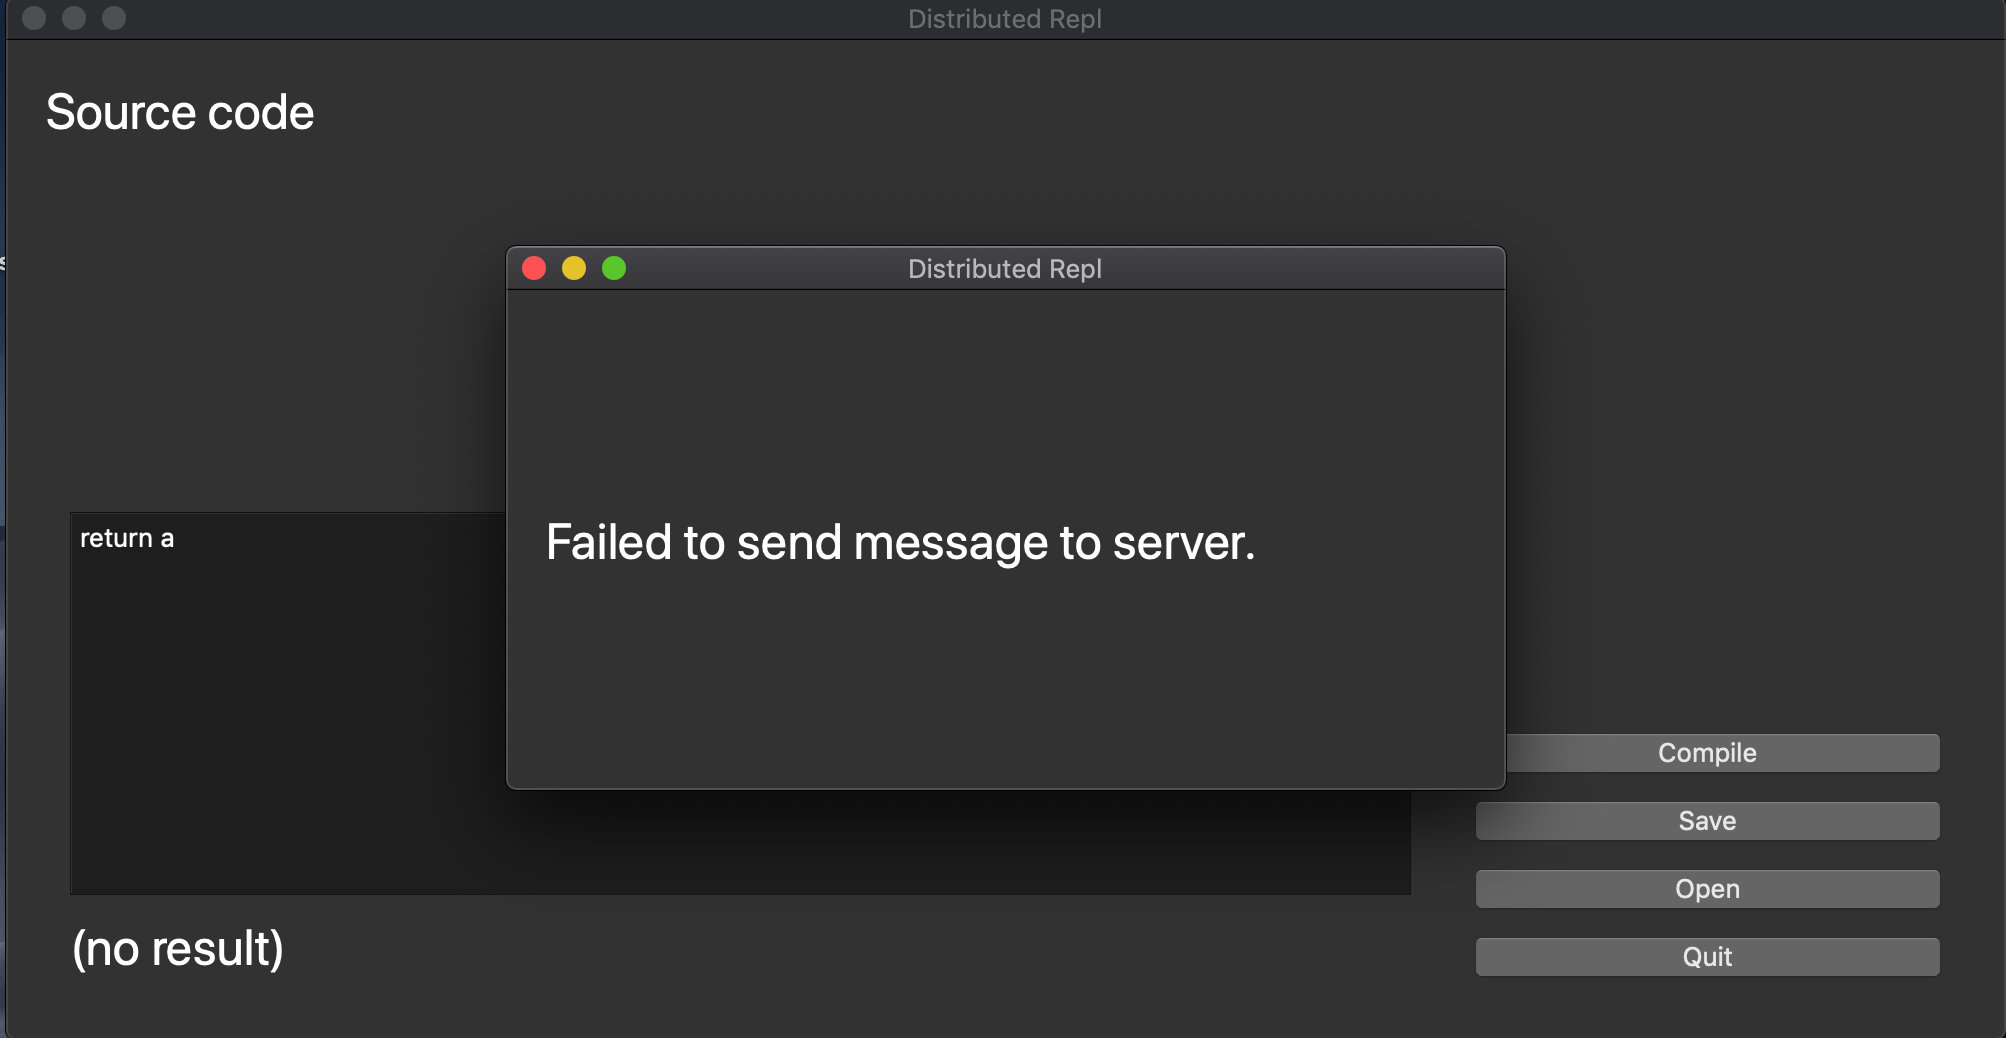 Distributed Repl
Source code
Distributed Repl
Failed to send message to server.
return a
Compile
Save
Open
Quit
(no result)